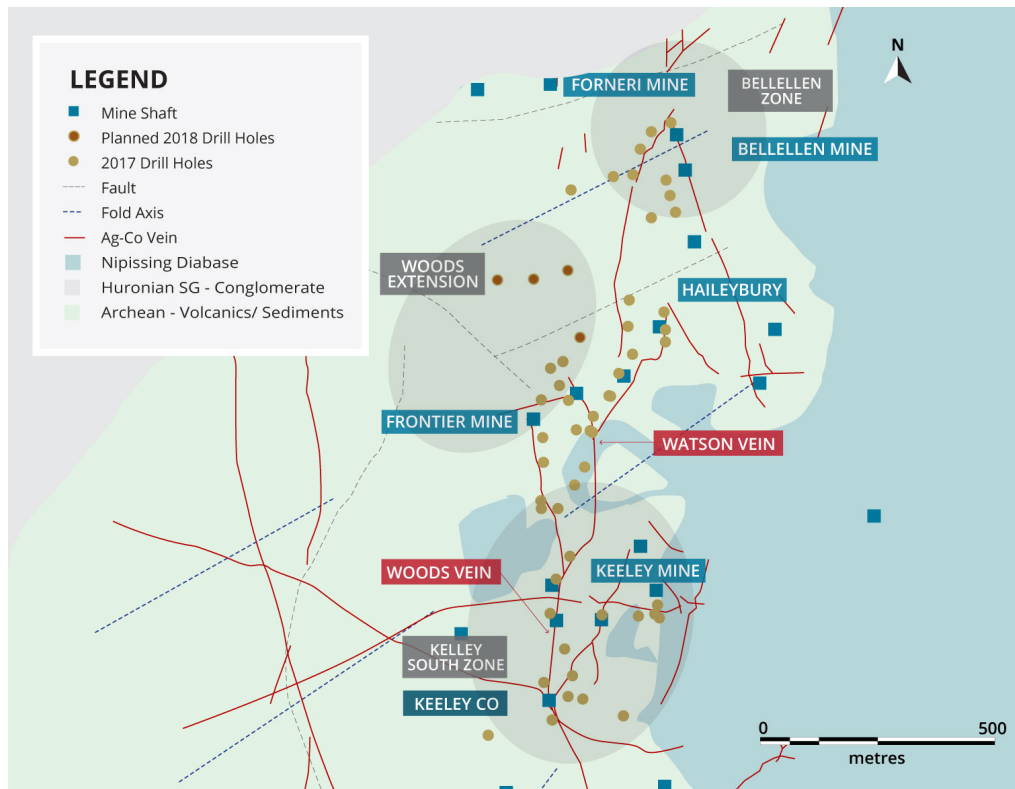 LEGEND
Mine Shaft
Planned 2018 Drill Holes
2017 Drill Holes
Fault
Fold Axis
Ag-Co Vein
Nipissing Diabase
Huronian SG - Conglomerate
Archean - Volcanics/ Sediments
N
FORNERI MINE
BELLELLEN
ZONE
BELLELLEN MINE
WOODS
EXTENSION
HAILEYBURY
FRONTIER MINE
WATSON VEIN
WOODS VEIN
KEELEY MINE
KELLEY
SOUTH ZONE
KEELEY CO
0 500
metres